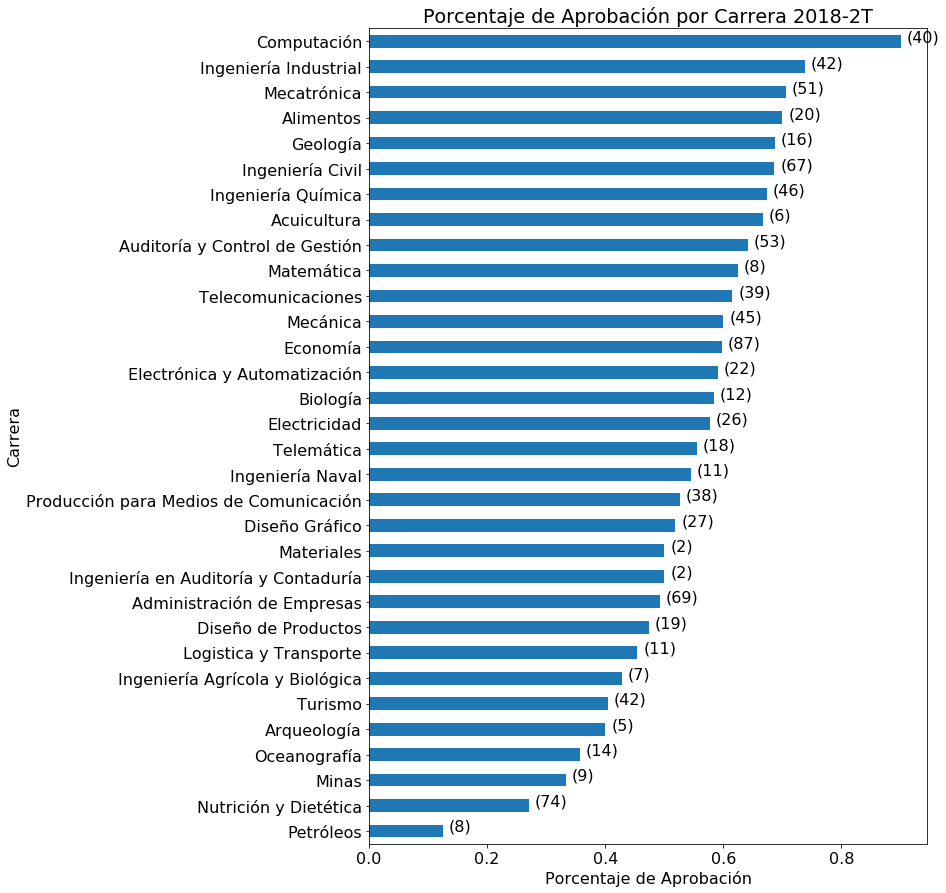 Porcentaje de Aprobación por Carrera 2018-2T
Carrera
Computación (40)
Ingeniería Industrial (42)
Mecatrónica (51)
Alimentos (20)
Geología (16)
Ingeniería Civil (67)
Ingeniería Química (46)
Acuicultura (6)
Auditoría y Control de Gestión (53)
Matemática (8)
Telecomunicaciones (39)
Mecánica (45)
Economía (87)
Electrónica y Automatización (22)
Biología (12)
Electricidad (26)
Telemática (18)
Ingeniería Naval (11)
Producción para Medios de Comunicación (38)
Diseño Gráfico (27)
Materiales (2)
Ingeniería en Auditoría y Contaduría (2)
Administración de Empresas (69)
Diseño de Productos (19)
Logistica y Transporte (11)
Ingeniería Agrícola y Biológica (7)
Turismo (42)
Arqueología (5)
Oceanografía (14)
Minas (9)
Nutrición y Dietética (74)
Petróleos (8)
0.0 0.2 0.4 0.6 0.8
Porcentaje de Aprobación